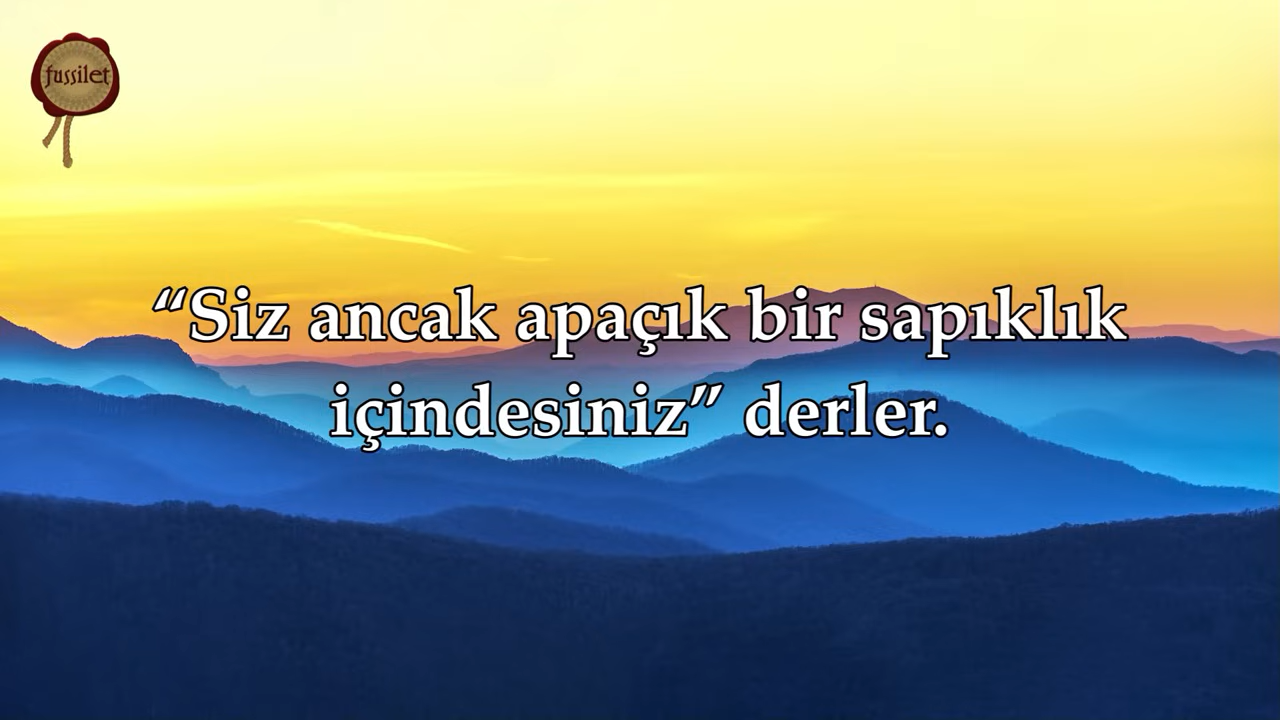 fussilet
“Siz ancak apaçık bir sapıklık
içindesiniz” derler.